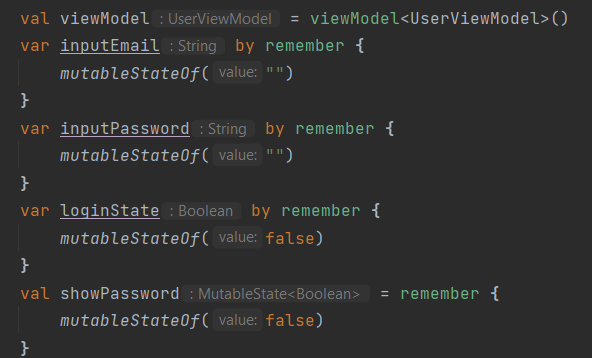 val viewModel : UserViewModel = viewModel<UserViewModel>()
var inputEmail : String by remember {
mutableStateOf( value: "")
}
var inputPassword : String by remember {
mutableStateOf( value: "")
}
var loginState : Boolean by remember {
mutableStateOf( value: false)
}
val showPassword : MutableState<Boolean> = remember {
mutableStateOf( value: false)
}